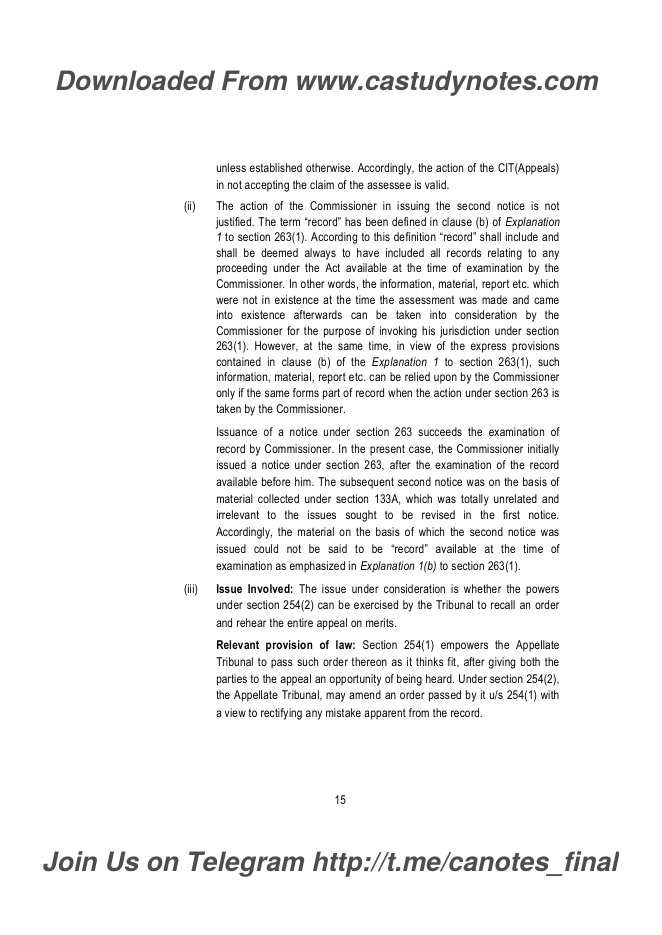 Downloaded From www.castudynotes.com
unless established otherwise. Accordingly, the action of the CIT(Appeals)
in not accepting the claim of the assessee is valid.
(ii) The action of the Commissioner in issuing the second notice is not
justified. The term “record” has been defined in clause (b) of Explanation
1 to section 263(1). According to this definition “record” shall include and
shall be deemed always to have included all records relating to any
proceeding under the Act available at the time of examination by the
Commissioner. In other words, the information, material, report etc. which
were not in existence at the time the assessment was made and came
into existence afterwards can be taken into consideration by the
Commissioner for the purpose of invoking his jurisdiction under section
263(1). However, at the same time, in view of the express provisions
contained in clause (b) of the Explanation 1 to section 263(1), such
information, material, report etc. can be relied upon by the Commissioner
only if the same forms part of record when the action under section 263 is
taken by the Commissioner.
Issuance of a notice under section 263 succeeds the examination of
record by Commissioner. In the present case, the Commissioner initially
issued a notice under section 263, after the examination of the record
available before him. The subsequent second notice was on the basis of
material collected under section 133A, which was totally unrelated and
irrelevant to the issues sought to be revised in the first notice.
Accordingly, the material on the basis of which the second notice was
issued could not be said to be “record” available at the time of
examination as emphasized in Explanation 1(b) to section 263(1).
(iii) Issue Involved: The issue under consideration is whether the powers
under section 254(2) can be exercised by the Tribunal to recall an order
and rehear the entire appeal on merits.
Relevant provision of law: Section 254(1) empowers the Appellate
Tribunal to pass such order thereon as it thinks fit, after giving both the
parties to the appeal an opportunity of being heard. Under section 254(2),
the Appellate Tribunal, may amend an order passed by it u/s 254(1) with
a view to rectifying any mistake apparent from the record.
15
Join Us on Telegram http://t.me/canotes_final